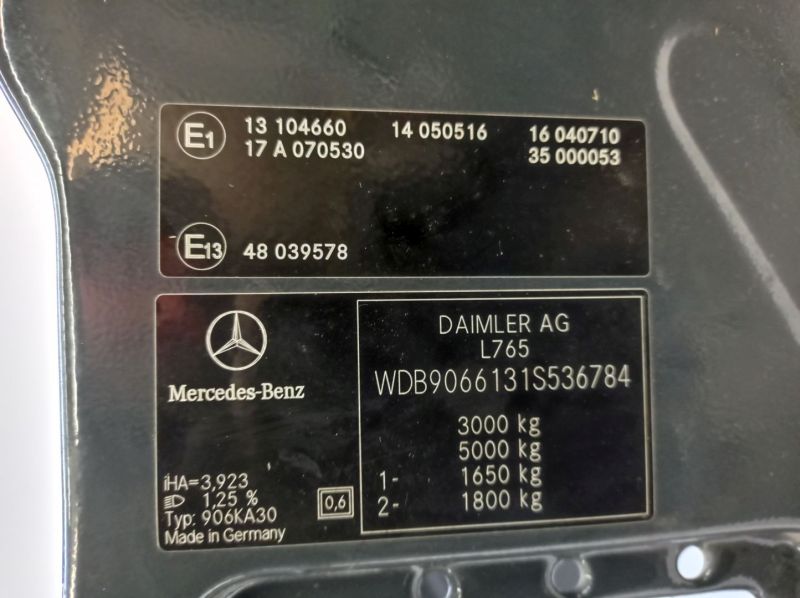 E1 13 104660 14 050516 16 040710
17 A 070530 35 000053
E13 48 039578
Mercedes-Benz
iHA=3,923
1,25 %
Typ: 906KA30
Made in Germany
0,6
DAIMLER AG
L765
WDB9066131S536784
3000 kg
5000 kg
1- 1650 kg
2- 1800 kg